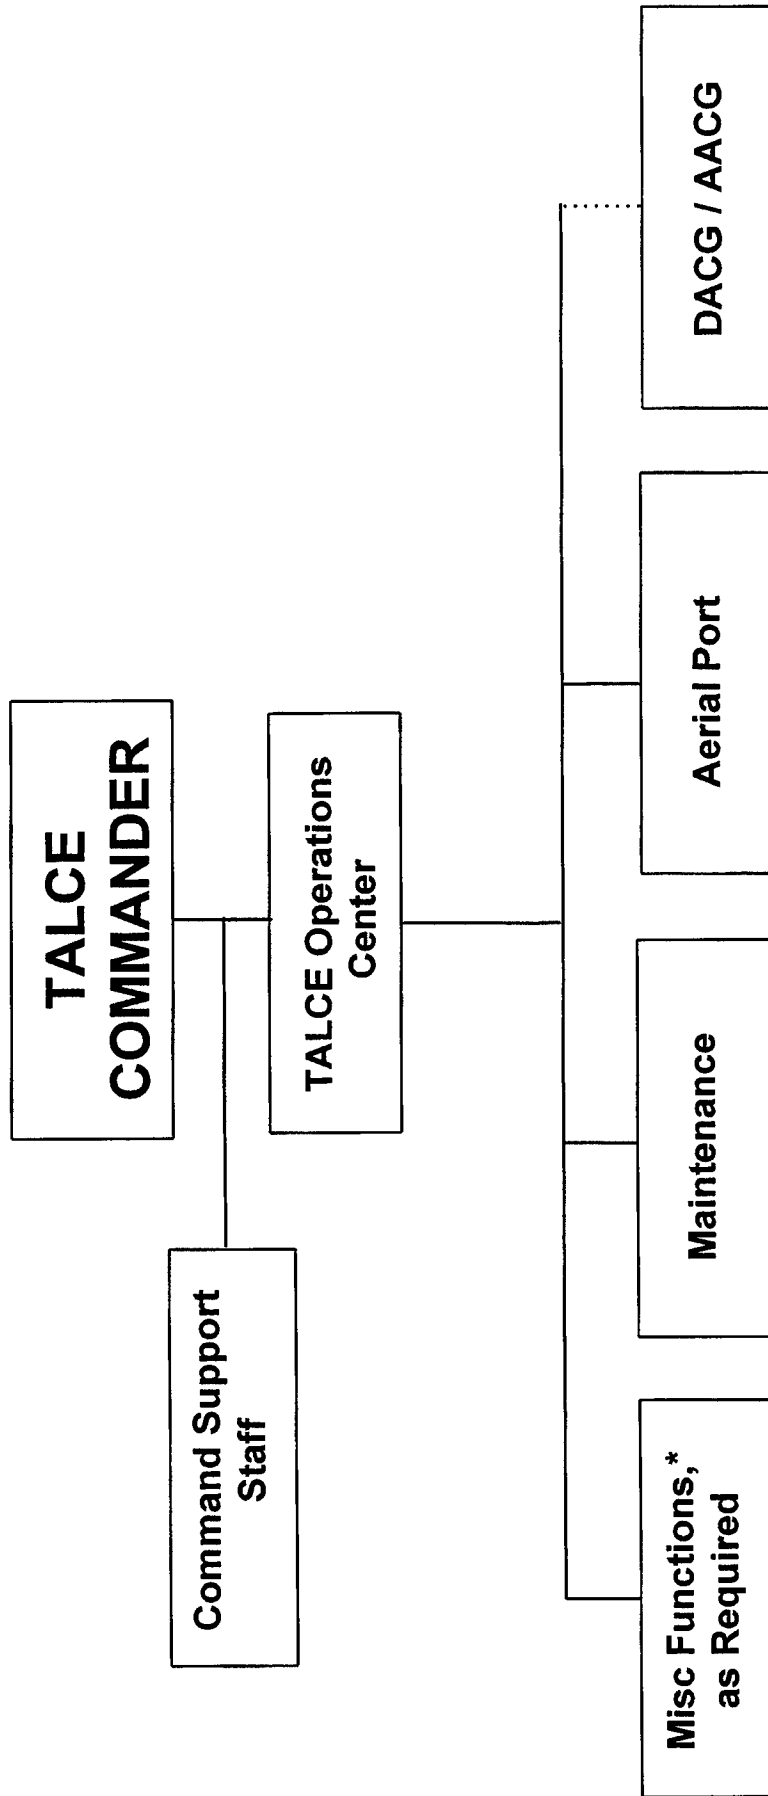 TALCE
COMMANDER
Command Support
Staff
TALCE Operations
Center
Misc Functions,*
as Required
Maintenance
Aerial Port
DACG / AACG